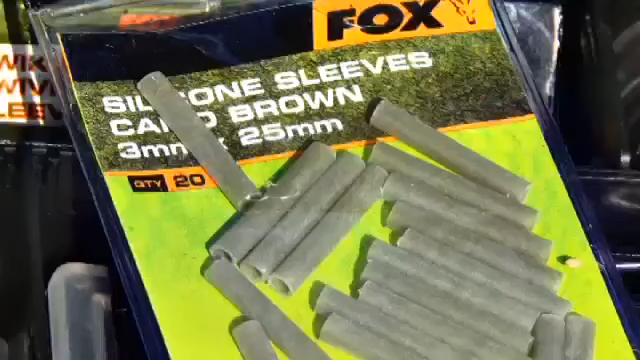 FOX
SILICONE SLEEVES
CAMO BROWN
3mm x 25mm
QTY 20